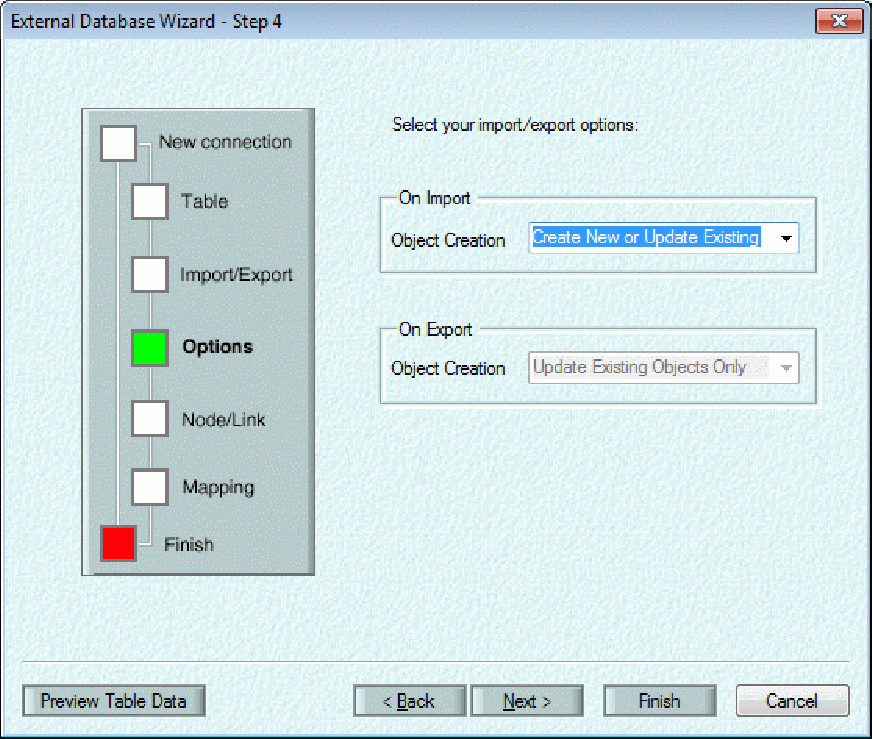 External Database Wizard - Step 4
New connection
Table
Import/Export
Options
Node/Link
Mapping
Finish
Select your import/export options:
On Import
Object Creation Create New or Update Existing
On Export
Object Creation Update Existing Objects Only
Preview Table Data < Back Next > Finish Cancel